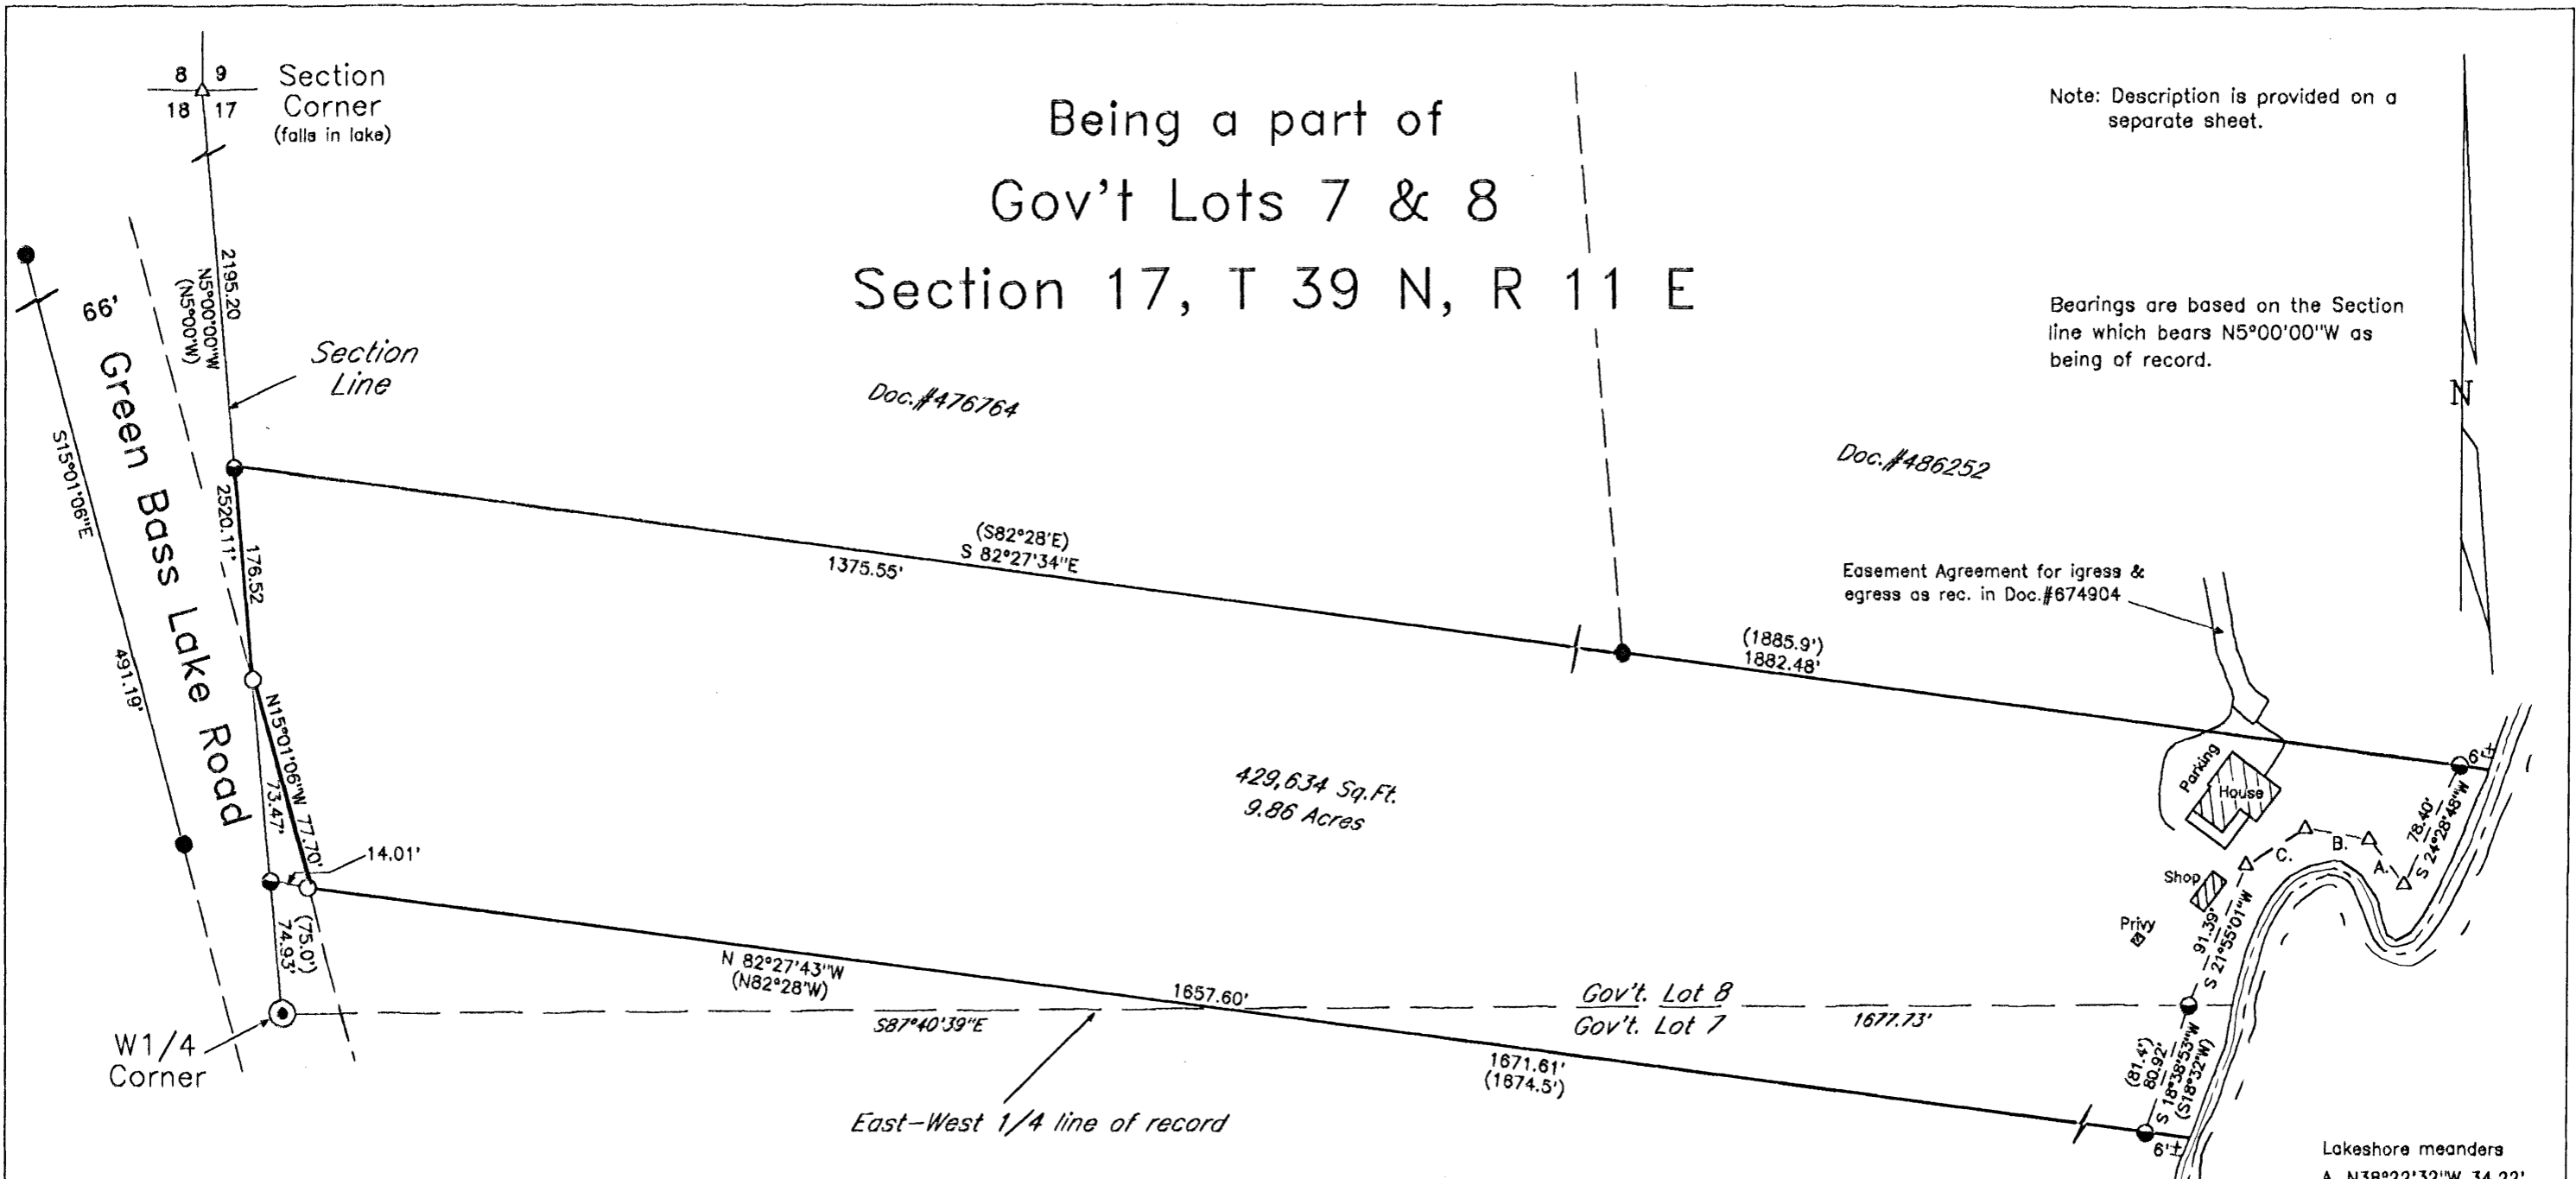 8 9
18 17
Section
Corner
(falls in lake)
Being a part of
Gov't Lots 7 & 8
Section 17, T 39 N, R 11 E
Note: Description is provided on a
separate sheet.
Bearings are based on the Section
line which bears N5°00'00"W as
being of record.
N
2195.20
N5°00'00"W
(N5°00'W)
66'
Green Bass Lake Road
S15°01'06"E
491.19'
Section
Line
Doc.#476764
Doc.#486252
2520.11'
176.52
(S82°28'E)
S 82°27'34"E
1375.55'
Easement Agreement for igress &
egress as rec. in Doc.#674904
(1885.9')
1882.48'
N15°01'06"W 77.70'
73.47'
14.01'
(75.0')
74.93'
429,634 Sq.Ft.
9.86 Acres
Parking
House
6'±
78.40'
S 24°28'48"W
A.
B.
C.
Shop
Privy
91.39'
S 21°55'01"W
N 82°27'43"W
(N82°28'W)
1657.60'
S87°40'39"E
Gov't. Lot 8
Gov't. Lot 7
1677.73'
W1/4
Corner
1671.61'
(1674.5')
(81.4')
80.92'
S 18°38'53"W
(S18°32'W)
6'±
East-West 1/4 line of record
Lakeshore meanders
A. N38°22'32"W 34.22'